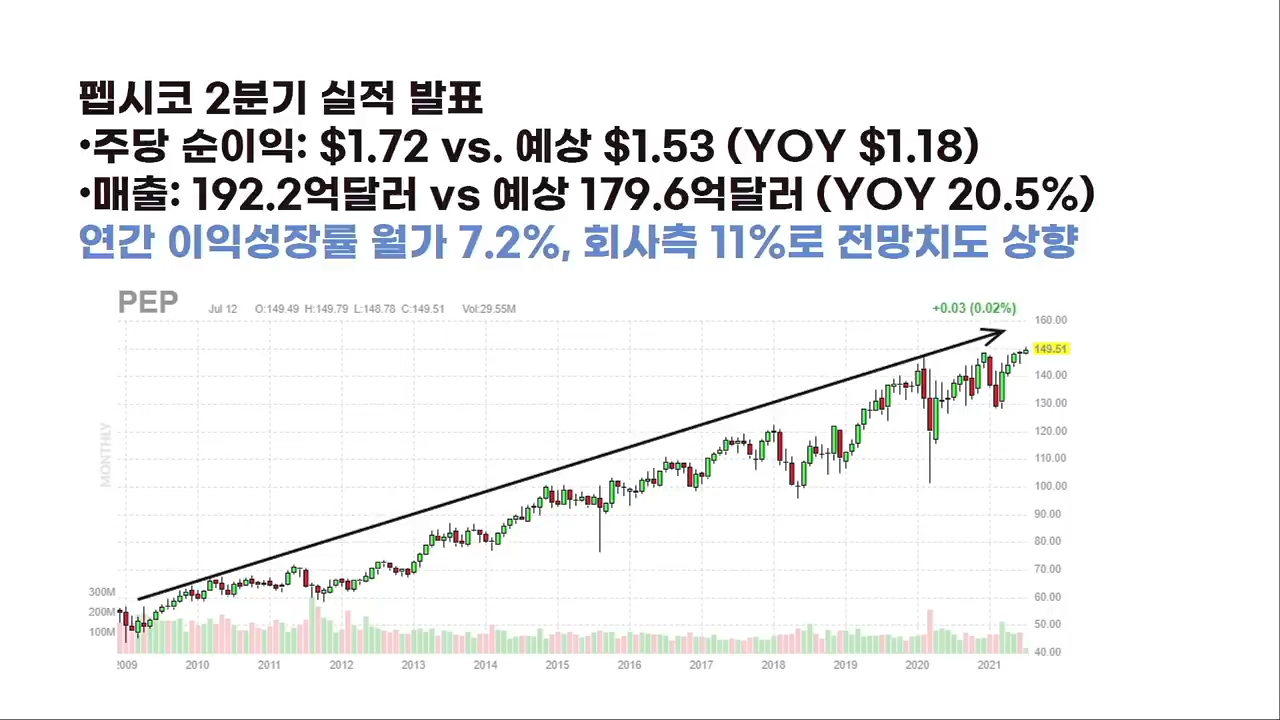 펩시코 2분기 실적 발표
•주당 순이익: $1.72 vs. 예상 $1.53 (YOY $1.18)
•매출: 192.2억달러 vs 예상 179.6억달러 (YOY 20.5%)
연간 이익성장률 월가 7.2%, 회사측 11%로 전망치도 상향
PEP Jul 12 O:149.49 H:149.79 L:148.78 C:149.51 Vol:29.55M +0.03 (0.02%)
160.00
149.51
140.00
130.00
120.00
MONTHLY
110.00
100.00
90.00
80.00
70.00
300M 60.00
200M 50.00
100M
40.00
2009 2010 2011 2012 2013 2014 2015 2016 2017 2018 2019 2020 2021